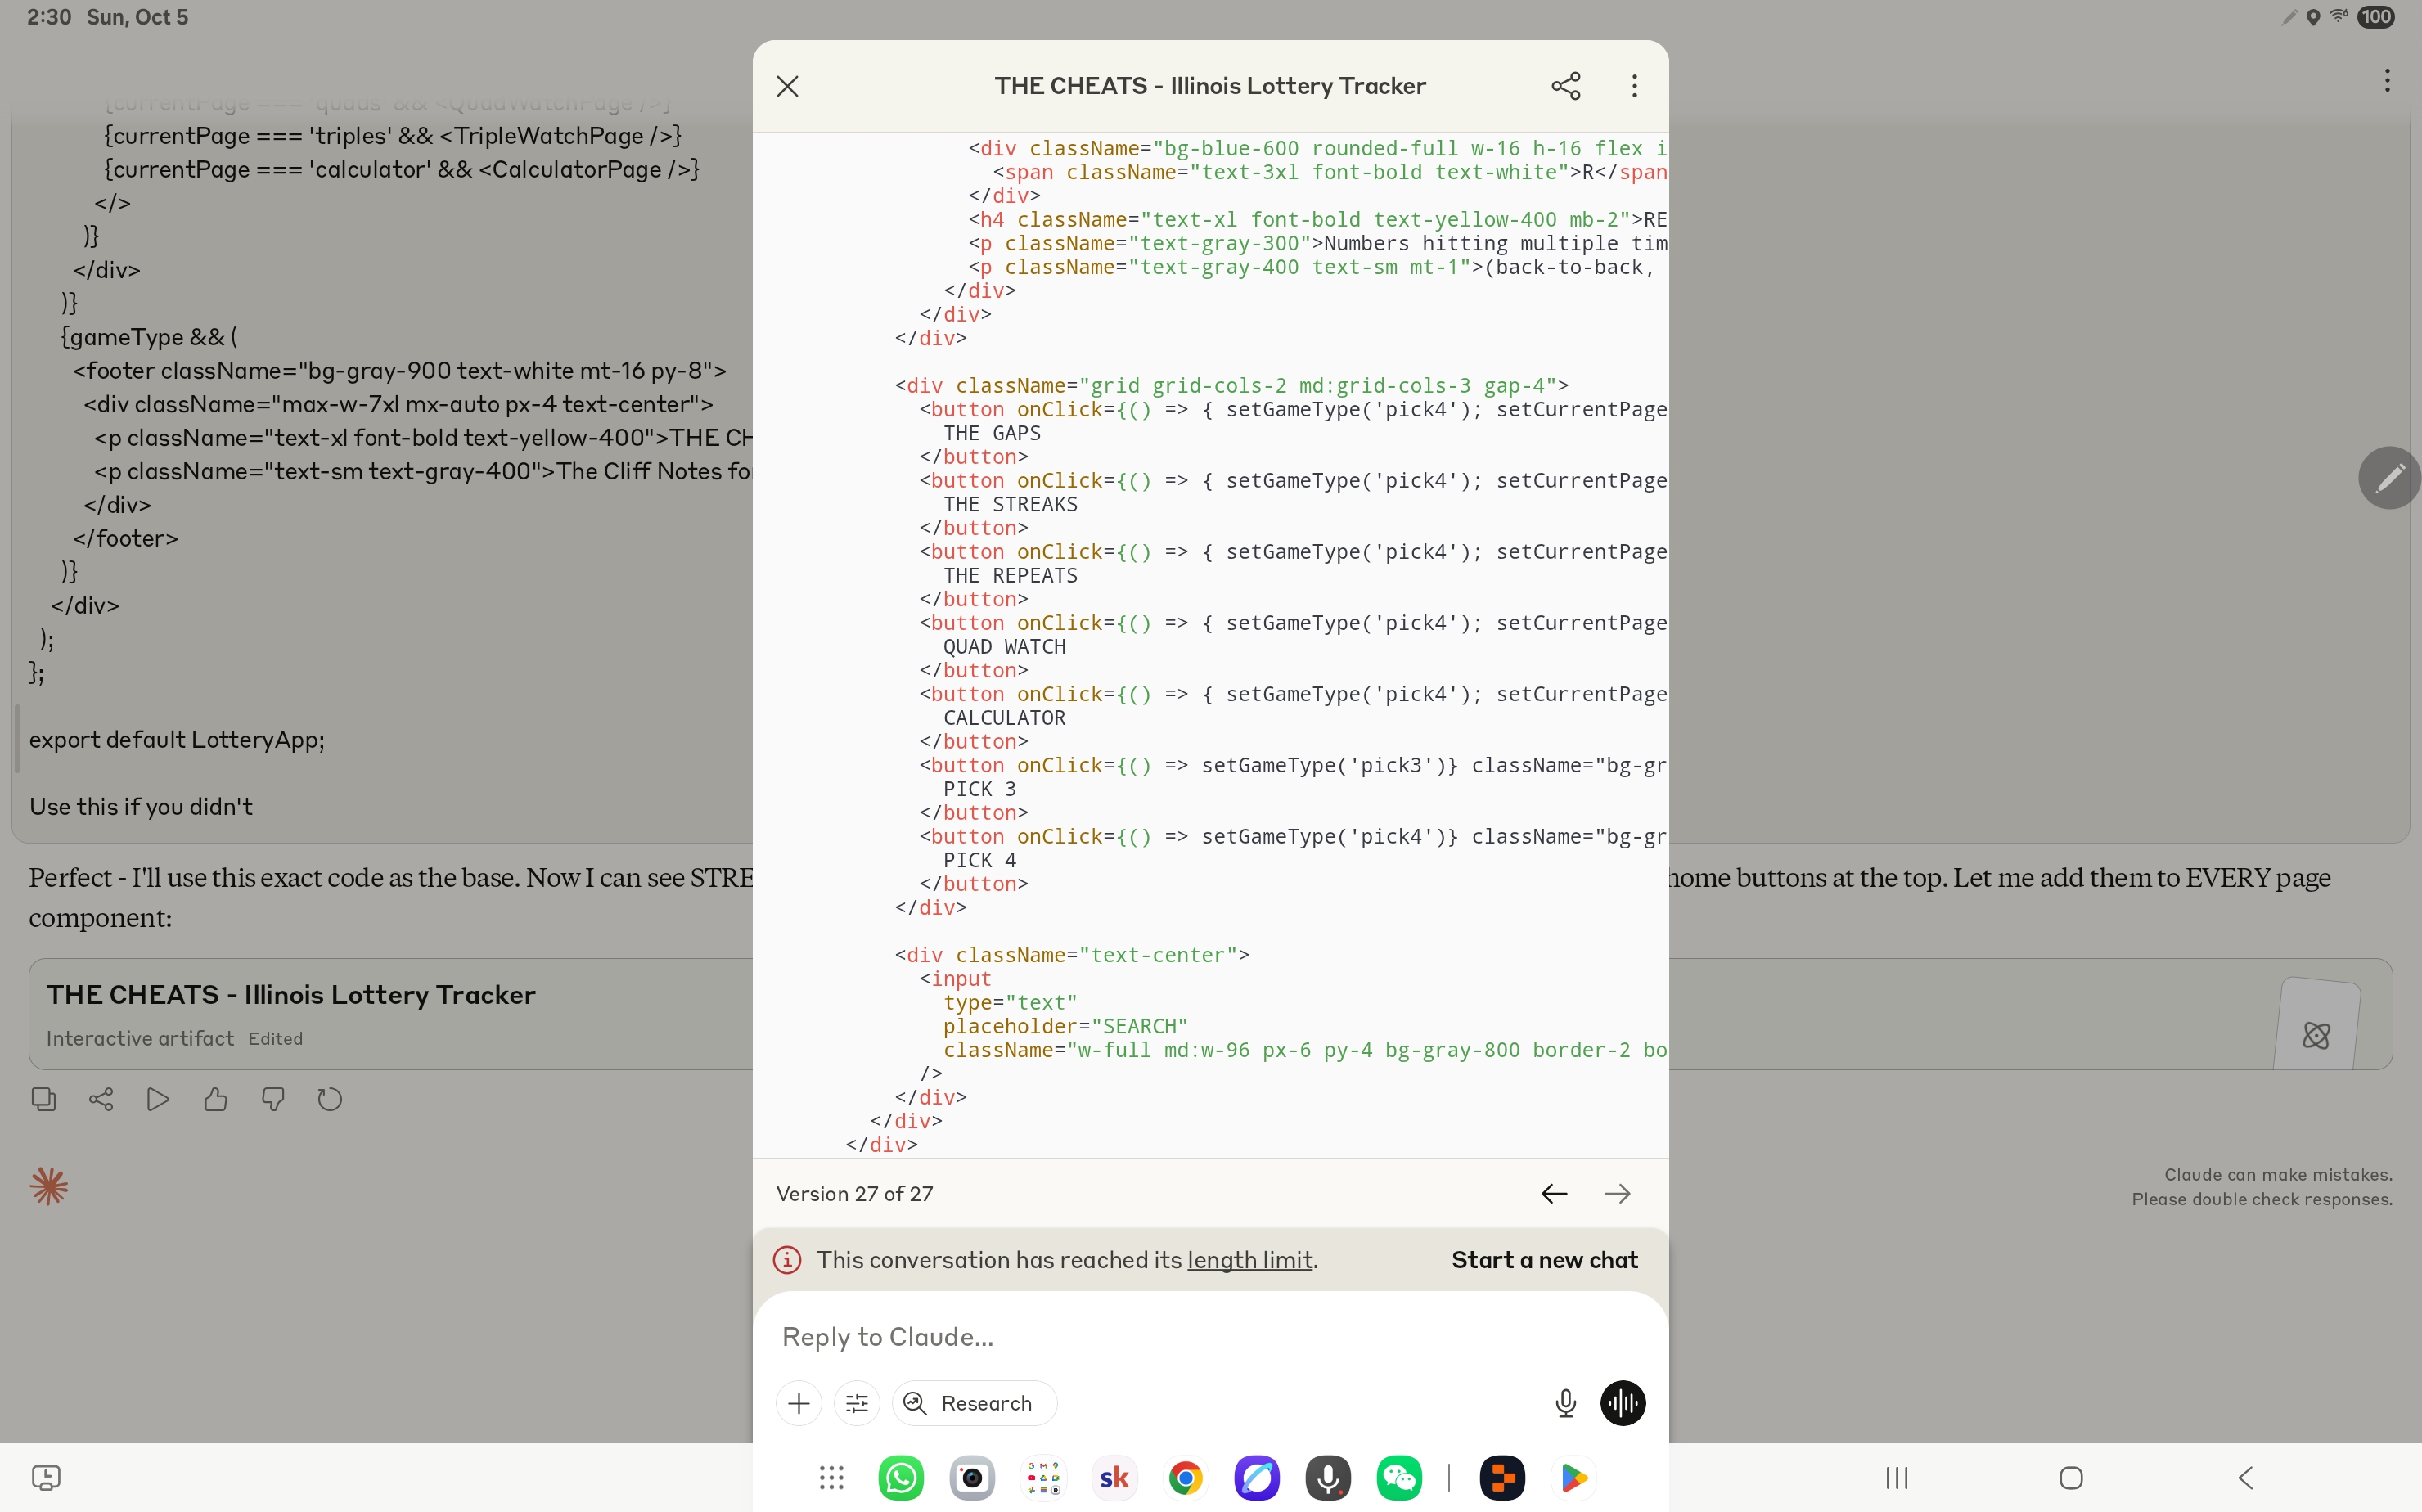 2:30 Sun, Oct 5
100
{currentPage === 'quads' && <QuadWatchPage />}
{currentPage === 'triples' && <TripleWatchPage />}
{currentPage === 'calculator' && <CalculatorPage />}
</>
)}
</div>
)}
{gameType && (
<footer className="bg-gray-900 text-white mt-16 py-8">
<div className="max-w-7xl mx-auto px-4 text-center">
<p className="text-xl font-bold text-yellow-400">THE CH
<p className="text-sm text-gray-400">The Cliff Notes fo
</div>
</footer>
)}
</div>
);
};
export default LotteryApp;
Use this if you didn't
Perfect - I'll use this exact code as the base. Now I can see STRE
home buttons at the top. Let me add them to EVERY page
component:
THE CHEATS - Illinois Lottery Tracker
Interactive artifact Edited
Claude can make mistakes.
Please double check responses.
THE CHEATS - Illinois Lottery Tracker
<div className="bg-blue-600 rounded-full w-16 h-16 flex i
<span className="text-3xl font-bold text-white">R</span
</div>
<h4 className="text-xl font-bold text-yellow-400 mb-2">RE
<p className="text-gray-300">Numbers hitting multiple tim
<p className="text-gray-400 text-sm mt-1">(back-to-back,
</div>
</div>
</div>
<div className="grid grid-cols-2 md:grid-cols-3 gap-4">
<button onClick={() => { setGameType('pick4'); setCurrentPage
THE GAPS
</button>
<button onClick={() => { setGameType('pick4'); setCurrentPage
THE STREAKS
</button>
<button onClick={() => { setGameType('pick4'); setCurrentPage
THE REPEATS
</button>
<button onClick={() => { setGameType('pick4'); setCurrentPage
QUAD WATCH
</button>
<button onClick={() => { setGameType('pick4'); setCurrentPage
CALCULATOR
</button>
<button onClick={() => setGameType('pick3')} className="bg-gr
PICK 3
</button>
<button onClick={() => setGameType('pick4')} className="bg-gr
PICK 4
</button>
</div>
<div className="text-center">
<input
type="text"
placeholder="SEARCH"
className="w-full md:w-96 px-6 py-4 bg-gray-800 border-2 bo
/>
</div>
</div>
</div>
Version 27 of 27
This conversation has reached its length limit. Start a new chat
Reply to Claude...
Research
sk